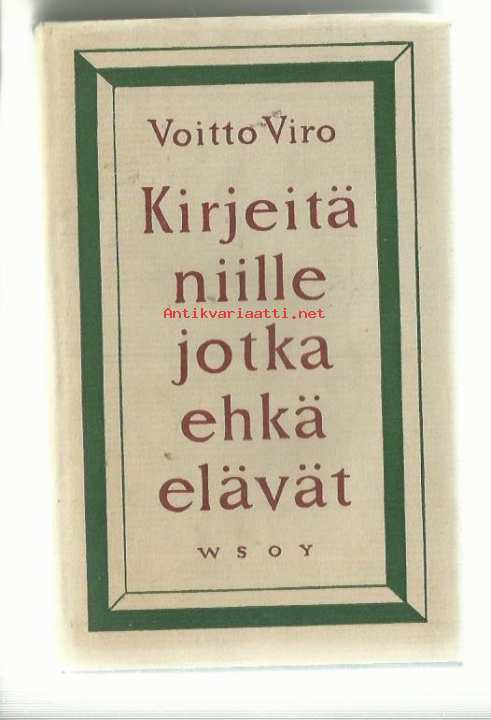 Voitto Viro
Kirjeitä
niille
Antikvariaatti.net
jotka
ehkä
elävät
WSOY